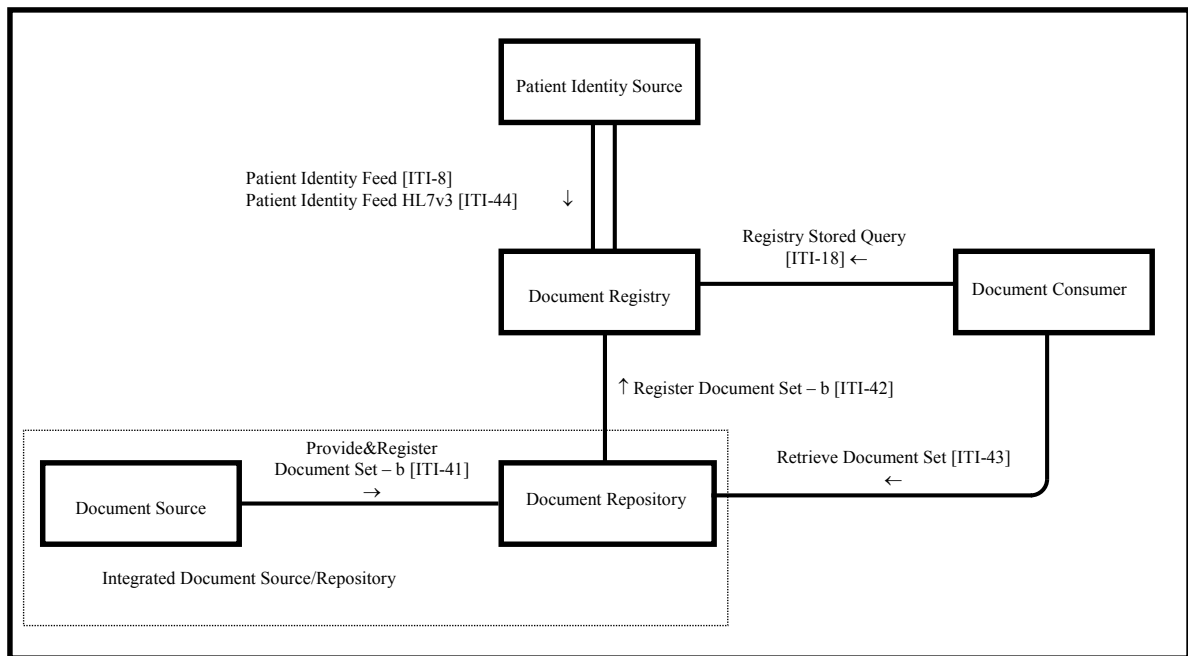 Patient Identity Source
Patient Identity Feed [ITI-8]
Patient Identity Feed HL7v3 [ITI-44] ↓
Registry Stored Query
[ITI-18] ←
Document Registry
Document Consumer
↑ Register Document Set – b [ITI-42]
Provide&Register
Document Set – b [ITI-41]
→
Retrieve Document Set [ITI-43]
←
Document Source
Document Repository
Integrated Document Source/Repository